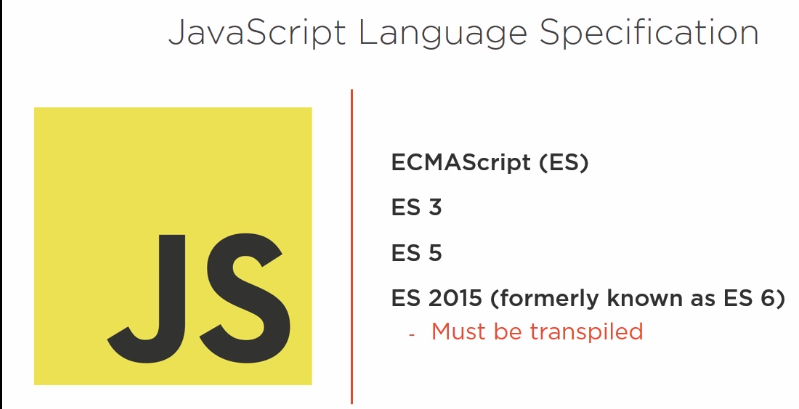 JavaScript Language Specification
JS
ECMAScript (ES)
ES 3
ES 5
ES 2015 (formerly known as ES 6)
- Must be transpiled